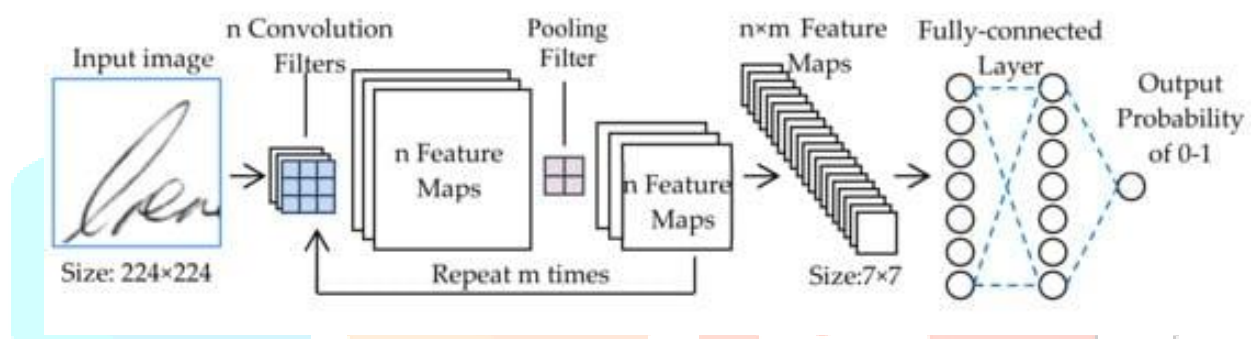 Input image
Size: 224×224
n Convolution
Filters
n Feature
Maps
Pooling
Filter
n Feature
Maps
Repeat m times
n×m Feature
Maps
Size:7×7
Fully-connected
Layer
Output
Probability
of 0-1